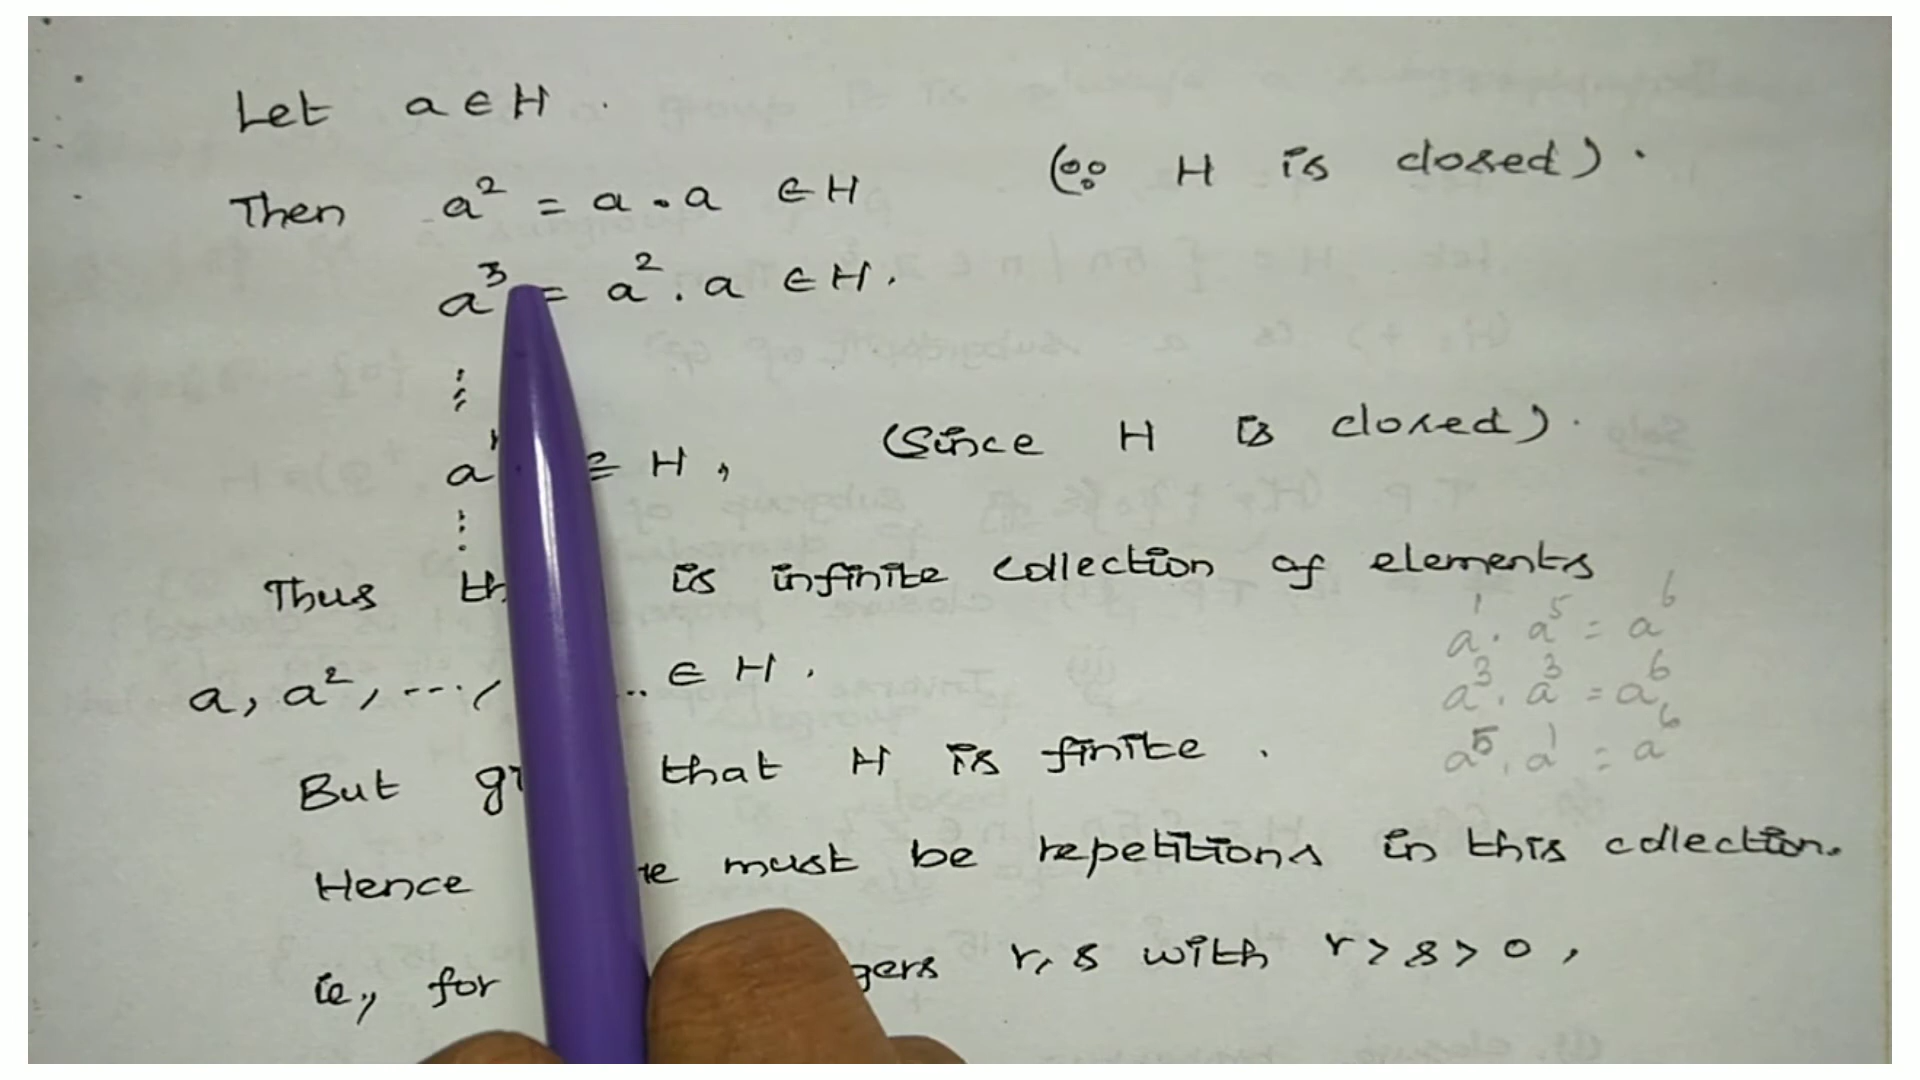 Let a ∈ H.
Then a² = a . a ∈ H (∵ H is closed).
a³ = a² . a ∈ H.
⋮
a ∈ H, (Since H is closed).
⋮
Thus is infinite collection of elements
a, a², ---, ... ∈ H.
a¹ . a⁵ = a⁶
a³ . a³ = a⁶
a⁵ . a¹ = a⁶
But that H is finite.
Hence must be repetitions in this collection.
ie, for r, s with r > s > 0,